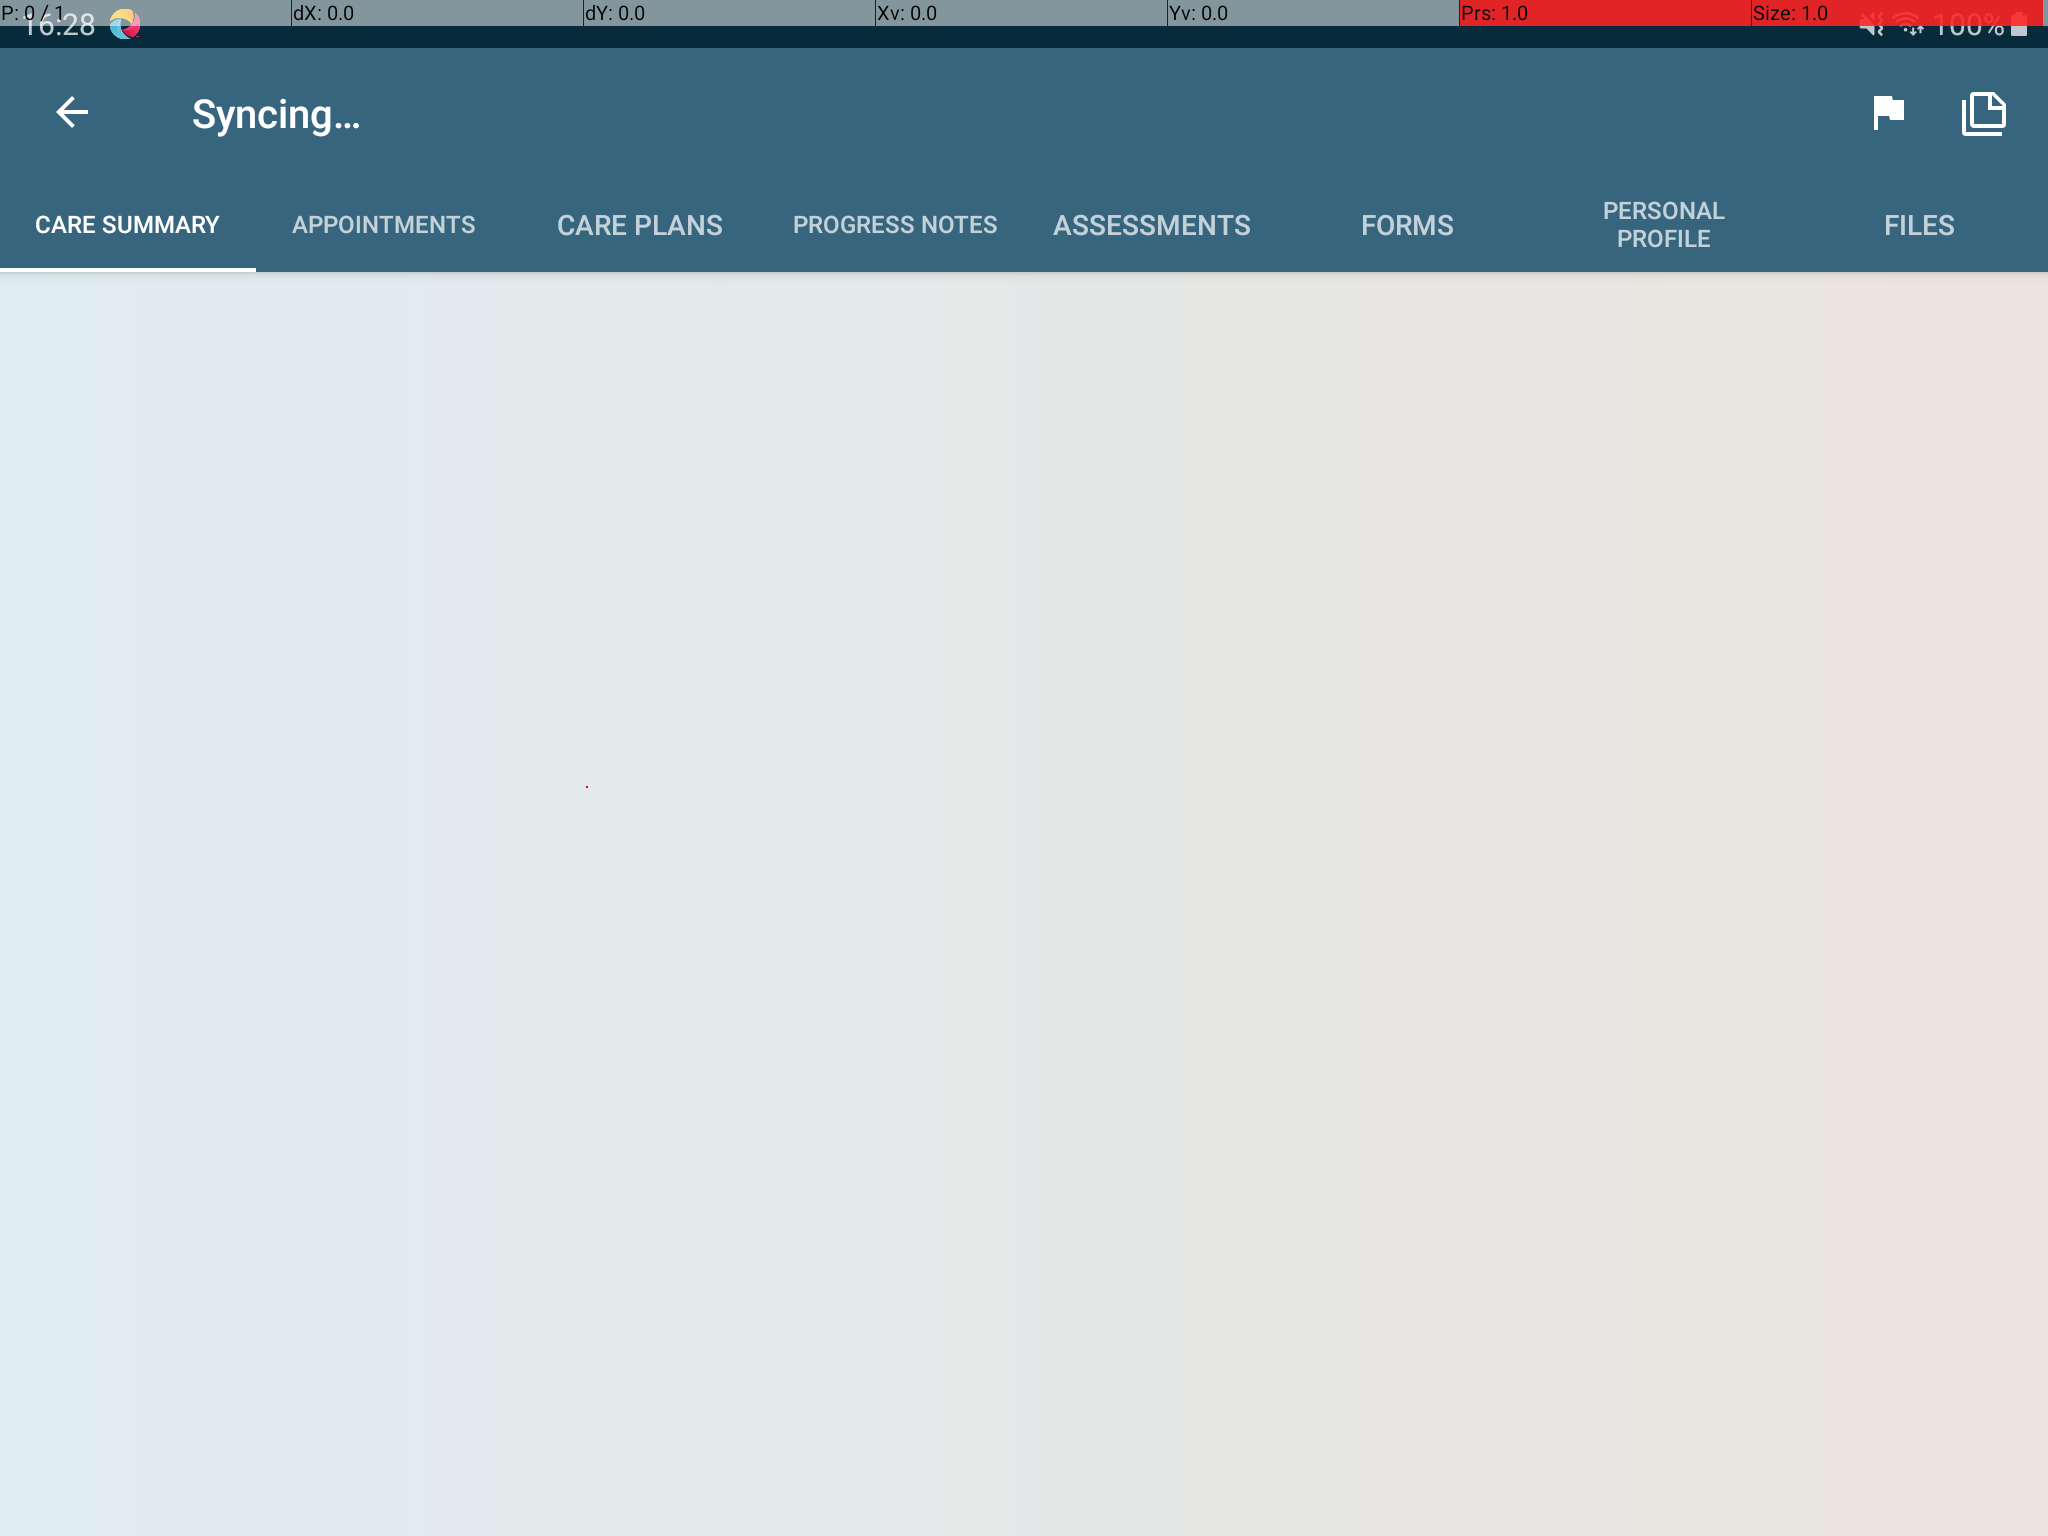 P: 0 / 1 dX: 0.0 dY: 0.0 Xv: 0.0 Yv: 0.0 Prs: 1.0 Size: 1.0
16:28 100%
Syncing...
CARE SUMMARY APPOINTMENTS CARE PLANS PROGRESS NOTES ASSESSMENTS FORMS PERSONAL PROFILE FILES